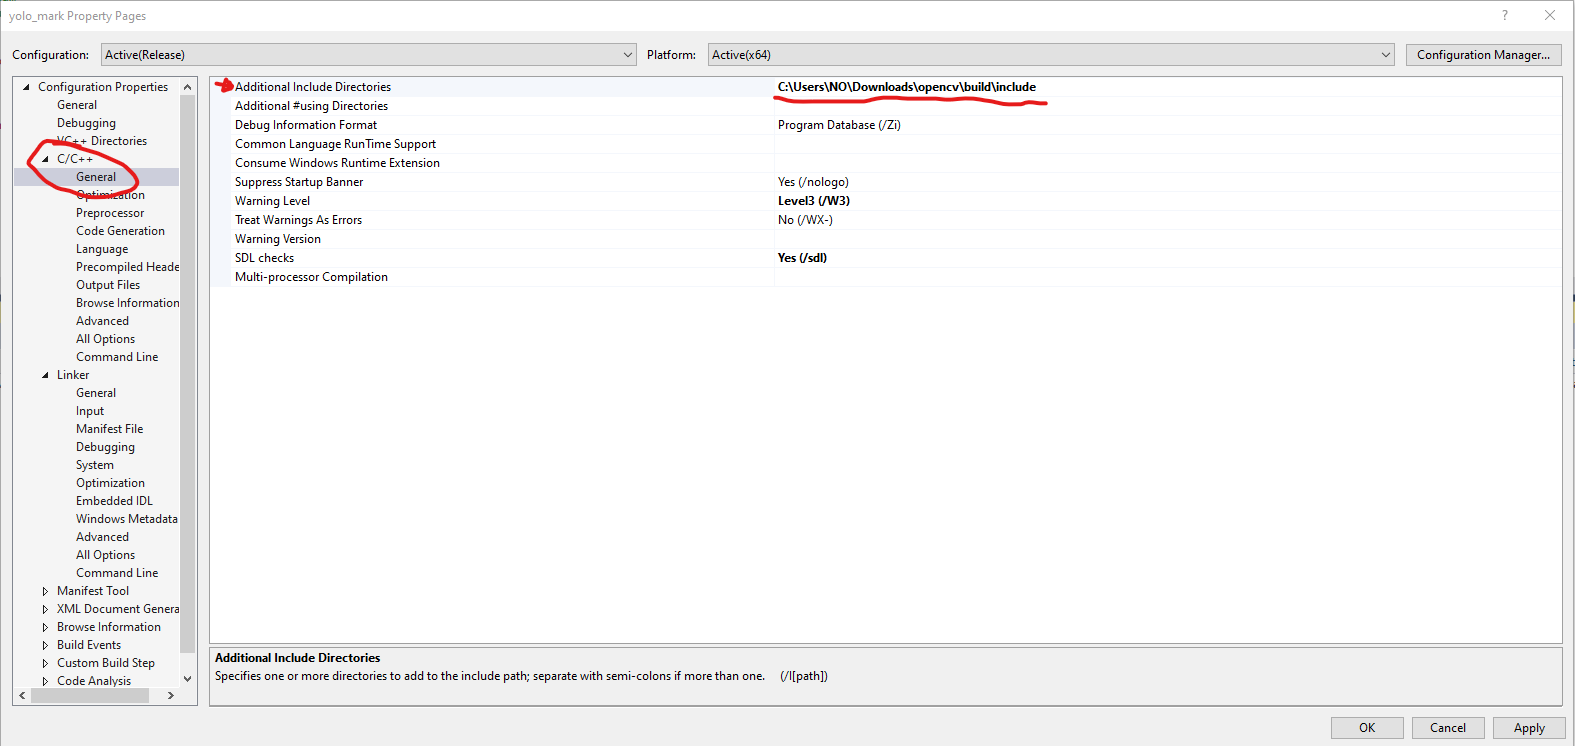 yolo_mark Property Pages
Configuration: Active(Release) Platform: Active(x64) Configuration Manager...
Configuration Properties
General
Debugging
VC++ Directories
C/C++
General
Optimization
Preprocessor
Code Generation
Language
Precompiled Heade
Output Files
Browse Information
Advanced
All Options
Command Line
Linker
General
Input
Manifest File
Debugging
System
Optimization
Embedded IDL
Windows Metadata
Advanced
All Options
Command Line
Manifest Tool
XML Document Genera
Browse Information
Build Events
Custom Build Step
Code Analysis
Additional Include Directories C:\Users\NO\Downloads\opencv\build\include
Additional #using Directories
Debug Information Format Program Database (/Zi)
Common Language RunTime Support
Consume Windows Runtime Extension
Suppress Startup Banner Yes (/nologo)
Warning Level Level3 (/W3)
Treat Warnings As Errors No (/WX-)
Warning Version
SDL checks Yes (/sdl)
Multi-processor Compilation
Additional Include Directories
Specifies one or more directories to add to the include path; separate with semi-colons if more than one. (/I[path])
OK Cancel Apply